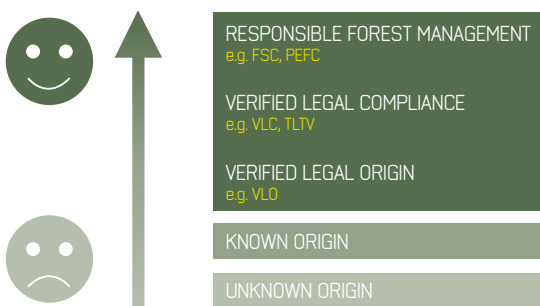 RESPONSIBLE FOREST MANAGEMENT
e.g. FSC, PEFC
VERIFIED LEGAL COMPLIANCE
e.g. VLC, TLTV
VERIFIED LEGAL ORIGIN
e.g. VLO
KNOWN ORIGIN
UNKNOWN ORIGIN